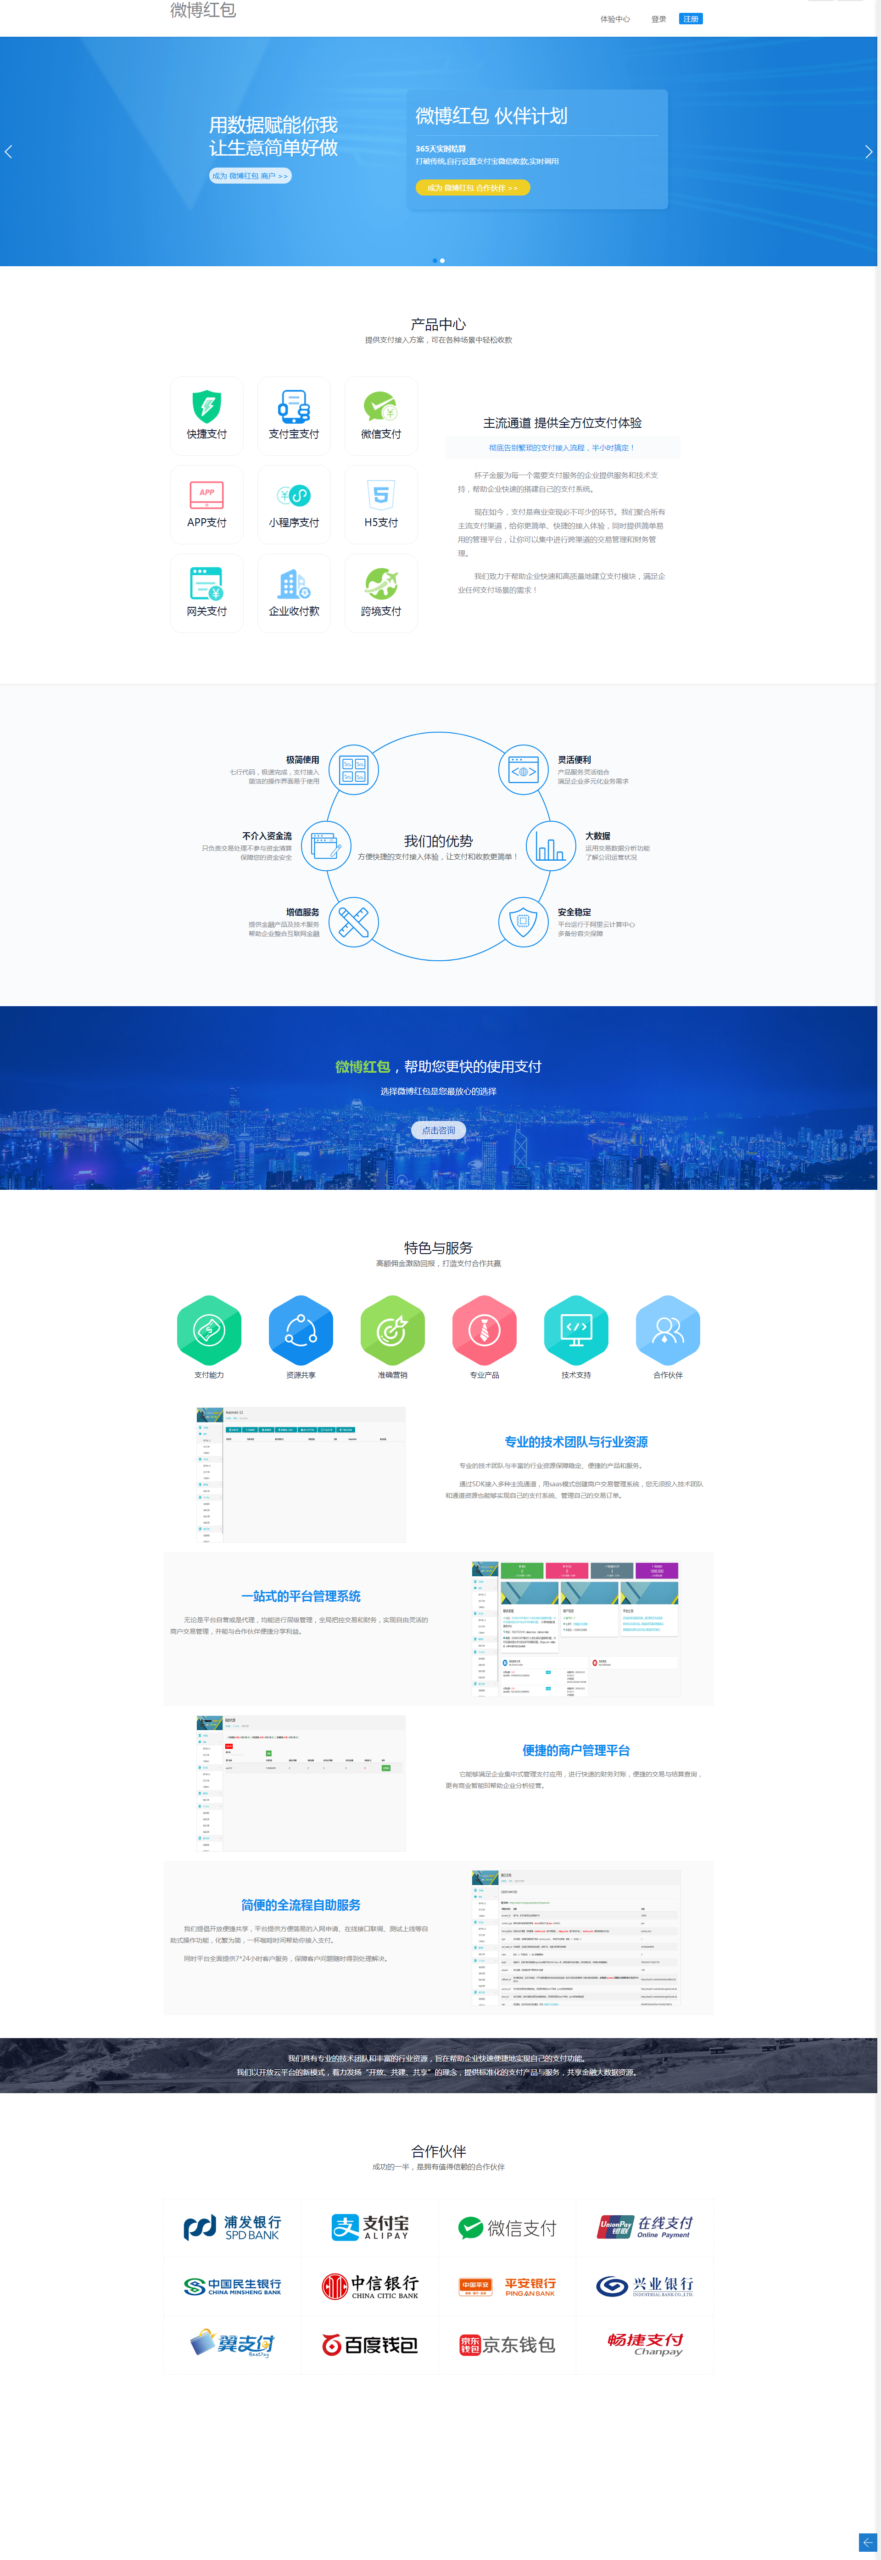 微博红包
体验中心 登录 注册
用数据赋能你我
让生意简单好做
成为 微博红包 商户 >>
微博红包 伙伴计划
365天实时结算
打破传统,自行设置支付宝微信收款,实时调用
成为 微博红包 合作伙伴 >>
产品中心
提供支付接入方案，可在各种场景中轻松收款
快捷支付
支付宝支付
微信支付
APP
APP支付
小程序支付
H5支付
网关支付
企业收付款
跨境支付
主流通道 提供全方位支付体验
彻底告别繁琐的支付接入流程，半小时搞定！
杯子金服为每一个需要支付服务的企业提供服务和技术支
持，帮助企业快速的搭建自己的支付系统。
现在如今，支付是商业变现必不可少的环节。我们聚合所有
主流支付渠道，给你更简单、快捷的接入体验，同时提供简单易
用的管理平台，让你可以集中进行跨渠道的交易管理和财务管
理。
我们致力于帮助企业快速和高质量地建立支付模块，满足企
业任何支付场景的需求！
极简使用
七行代码，极速完成，支付接入
简洁的操作界面易于使用
灵活便利
产品服务灵活组合
满足企业多元化业务需求
不介入资金流
只负责交易处理不参与资金清算
保障您的资金安全
我们的优势
方便快捷的支付接入体验，让支付和收款更简单！
大数据
运用交易数据分析功能
了解公司运营状况
增值服务
提供金融产品及技术服务
帮助企业整合互联网金融
安全稳定
平台运行于阿里云计算中心
多备份容灾保障
微博红包，帮助您更快的使用支付
选择微博红包是您最放心的选择
点击咨询
特色与服务
高额佣金激励回报，打造支付合作共赢
支付能力
资源共享
准确营销
专业产品
技术支持
合作伙伴
专业的技术团队与行业资源
专业的技术团队与丰富的行业资源保障稳定、便捷的产品和服务。
通过SDK接入多种主流通道，用saas模式创建商户交易管理系统，您无须投入技术团队
和通道资源也能够实现自己的支付系统、管理自己的交易订单。
一站式的平台管理系统
无论是平台自营或是代理，均能进行层级管理，全局把控交易和财务，实现自由灵活的
商户交易管理，并能与合作伙伴便捷分享利益。
便捷的商户管理平台
它能够满足企业集中式管理支付应用，进行快速的财务对账，便捷的交易与结算查询，
更有商业智能BI帮助企业分析经营。
简便的全流程自助服务
我们提倡开放便捷共享，平台提供方便简易的入网申请、在线接口联调、测试上线等自
助式操作功能，化繁为简，一杯咖啡时间帮助你接入支付。
同时平台全面提供7*24小时客户服务，保障客户问题随时得到处理解决。
我们具有专业的技术团队和丰富的行业资源，旨在帮助企业快速便捷地实现自己的支付功能。
我们以开放云平台的新模式，着力发扬“开放、共建、共享”的理念，提供标准化的支付产品与服务，共享金融大数据资源。
合作伙伴
成功的一半，是拥有值得信赖的合作伙伴
浦发银行
SPD BANK
支付宝
ALIPAY
微信支付
UnionPay
银联
在线支付
Online Payment
中国民生银行
CHINA MINSHENG BANK
中信银行
CHINA CITIC BANK
中国平安
平安银行
PING AN BANK
兴业银行
INDUSTRIAL BANK CO.,LTD.
翼支付
BestPay
百度钱包
京东
钱包
京东钱包
畅捷支付
Chanpay